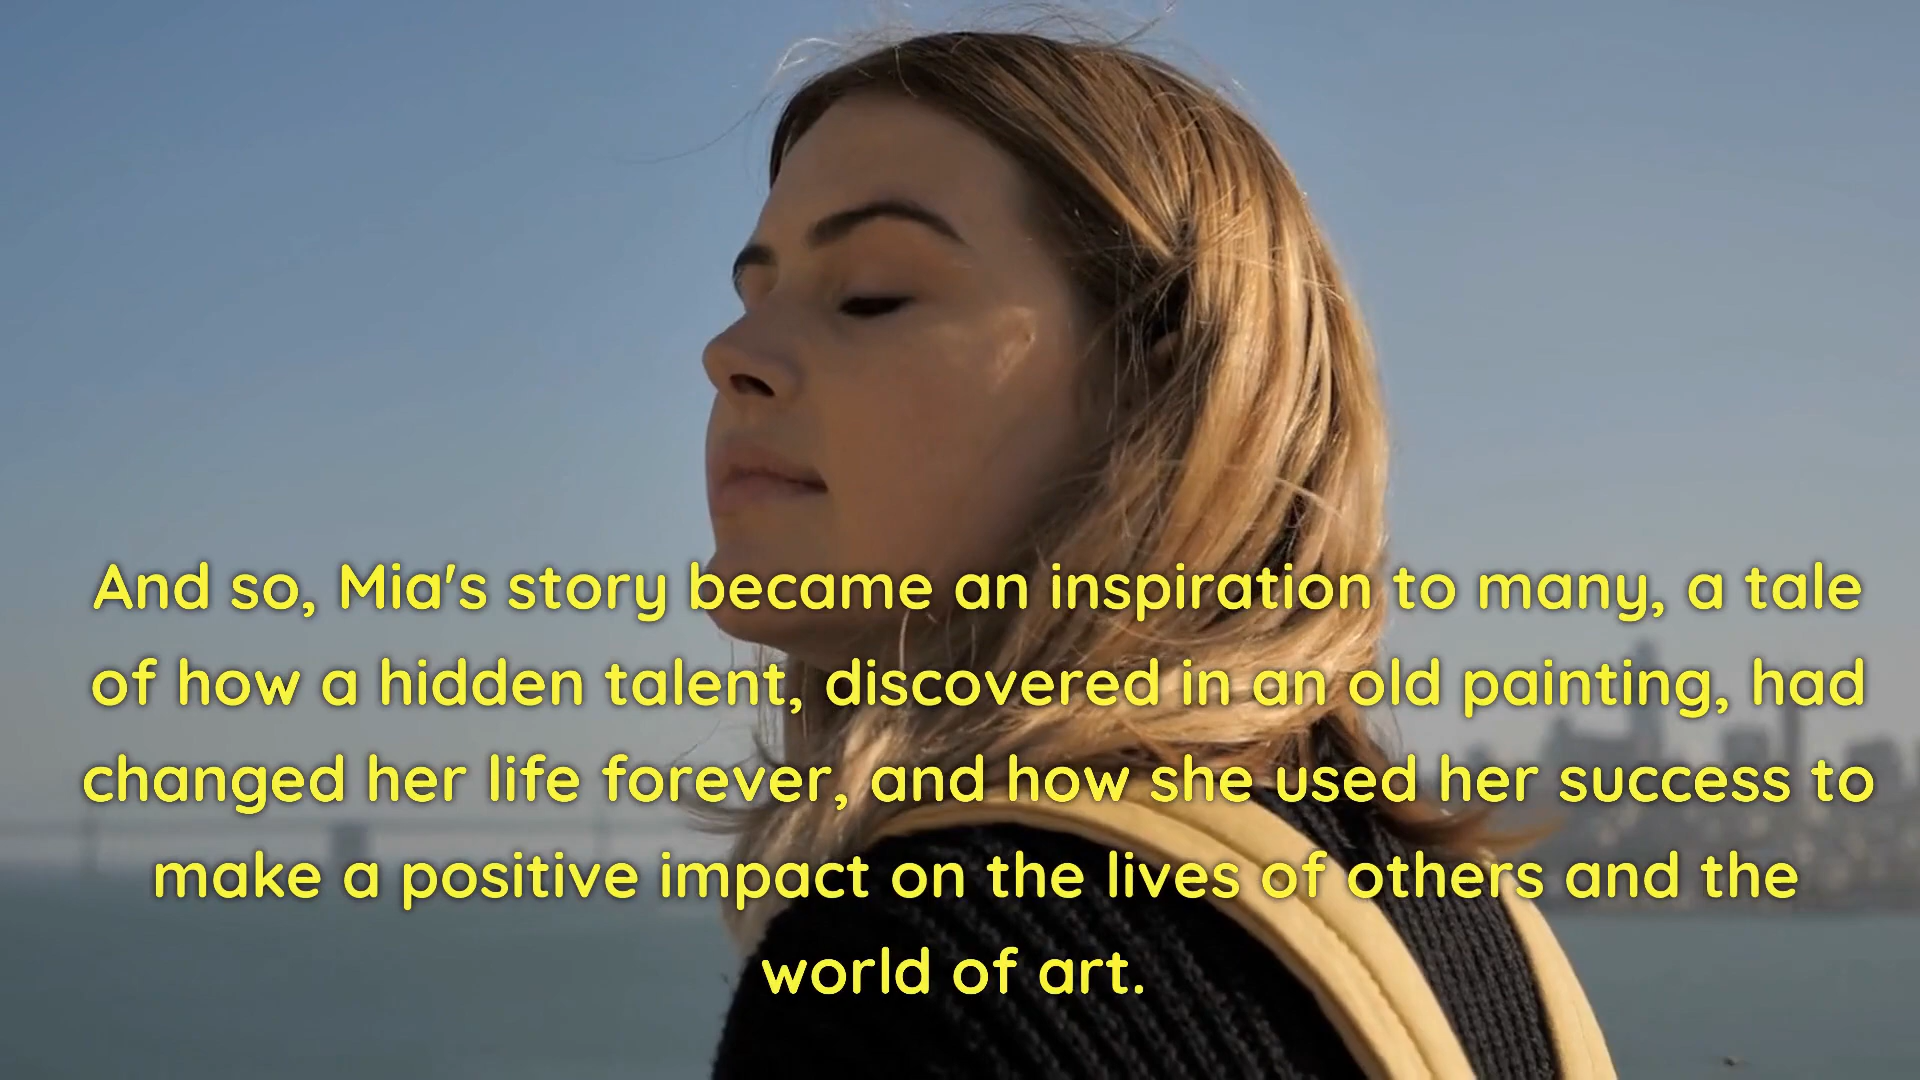 And so, Mia's story became an inspiration to many, a tale
of how a hidden talent, discovered in an old painting, had
changed her life forever, and how she used her success to
make a positive impact on the lives of others and the
world of art.